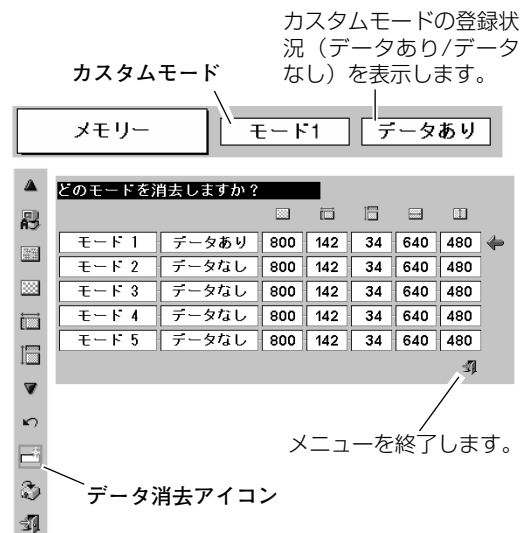 カスタムモードの登録状
況（データあり/データ
なし）を表示します。
カスタムモード
メモリー モード1 データあり
どのモードを消去しますか？
モード 1 データあり 800 142 34 640 480
モード 2 データなし 800 142 34 640 480
モード 3 データなし 800 142 34 640 480
モード 4 データなし 800 142 34 640 480
モード 5 データなし 800 142 34 640 480
メニューを終了します。
データ消去アイコン